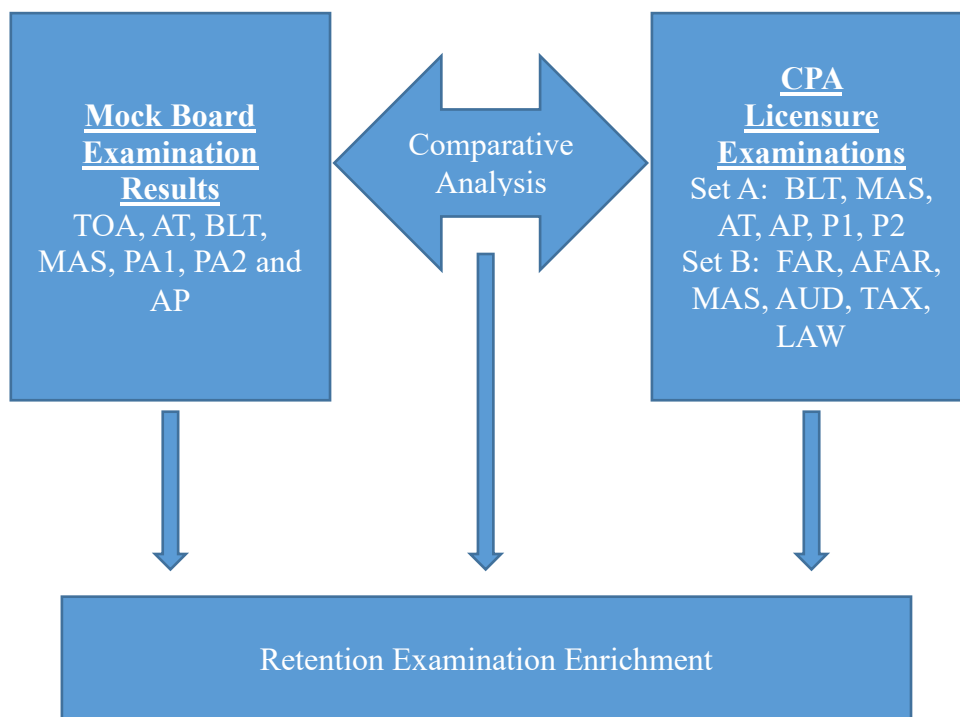 Mock Board
Examination
Results
TOA, AT, BLT,
MAS, PA1, PA2 and
AP
Comparative
Analysis
CPA
Licensure
Examinations
Set A:  BLT, MAS,
AT, AP, P1, P2
Set B:  FAR, AFAR,
MAS, AUD, TAX,
LAW
Retention Examination Enrichment